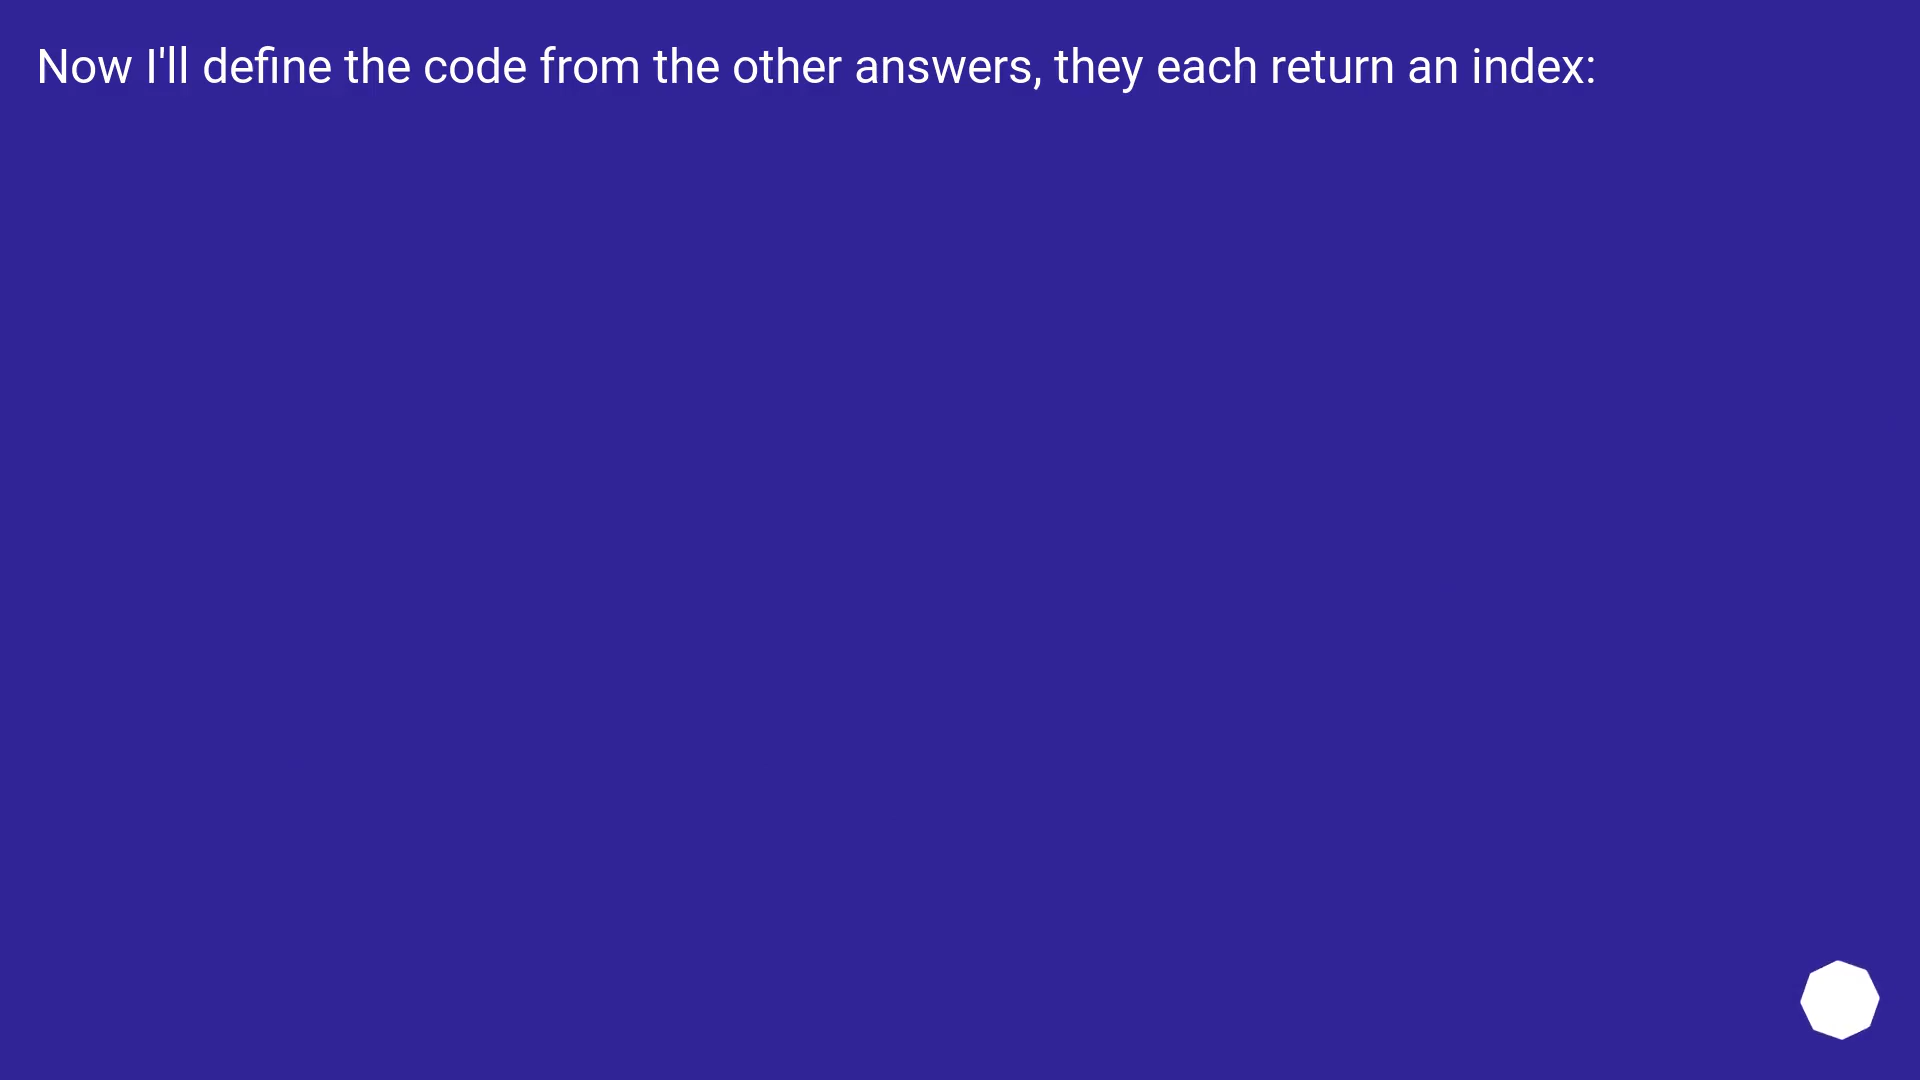 Now I'll define the code from the other answers, they each return an index: